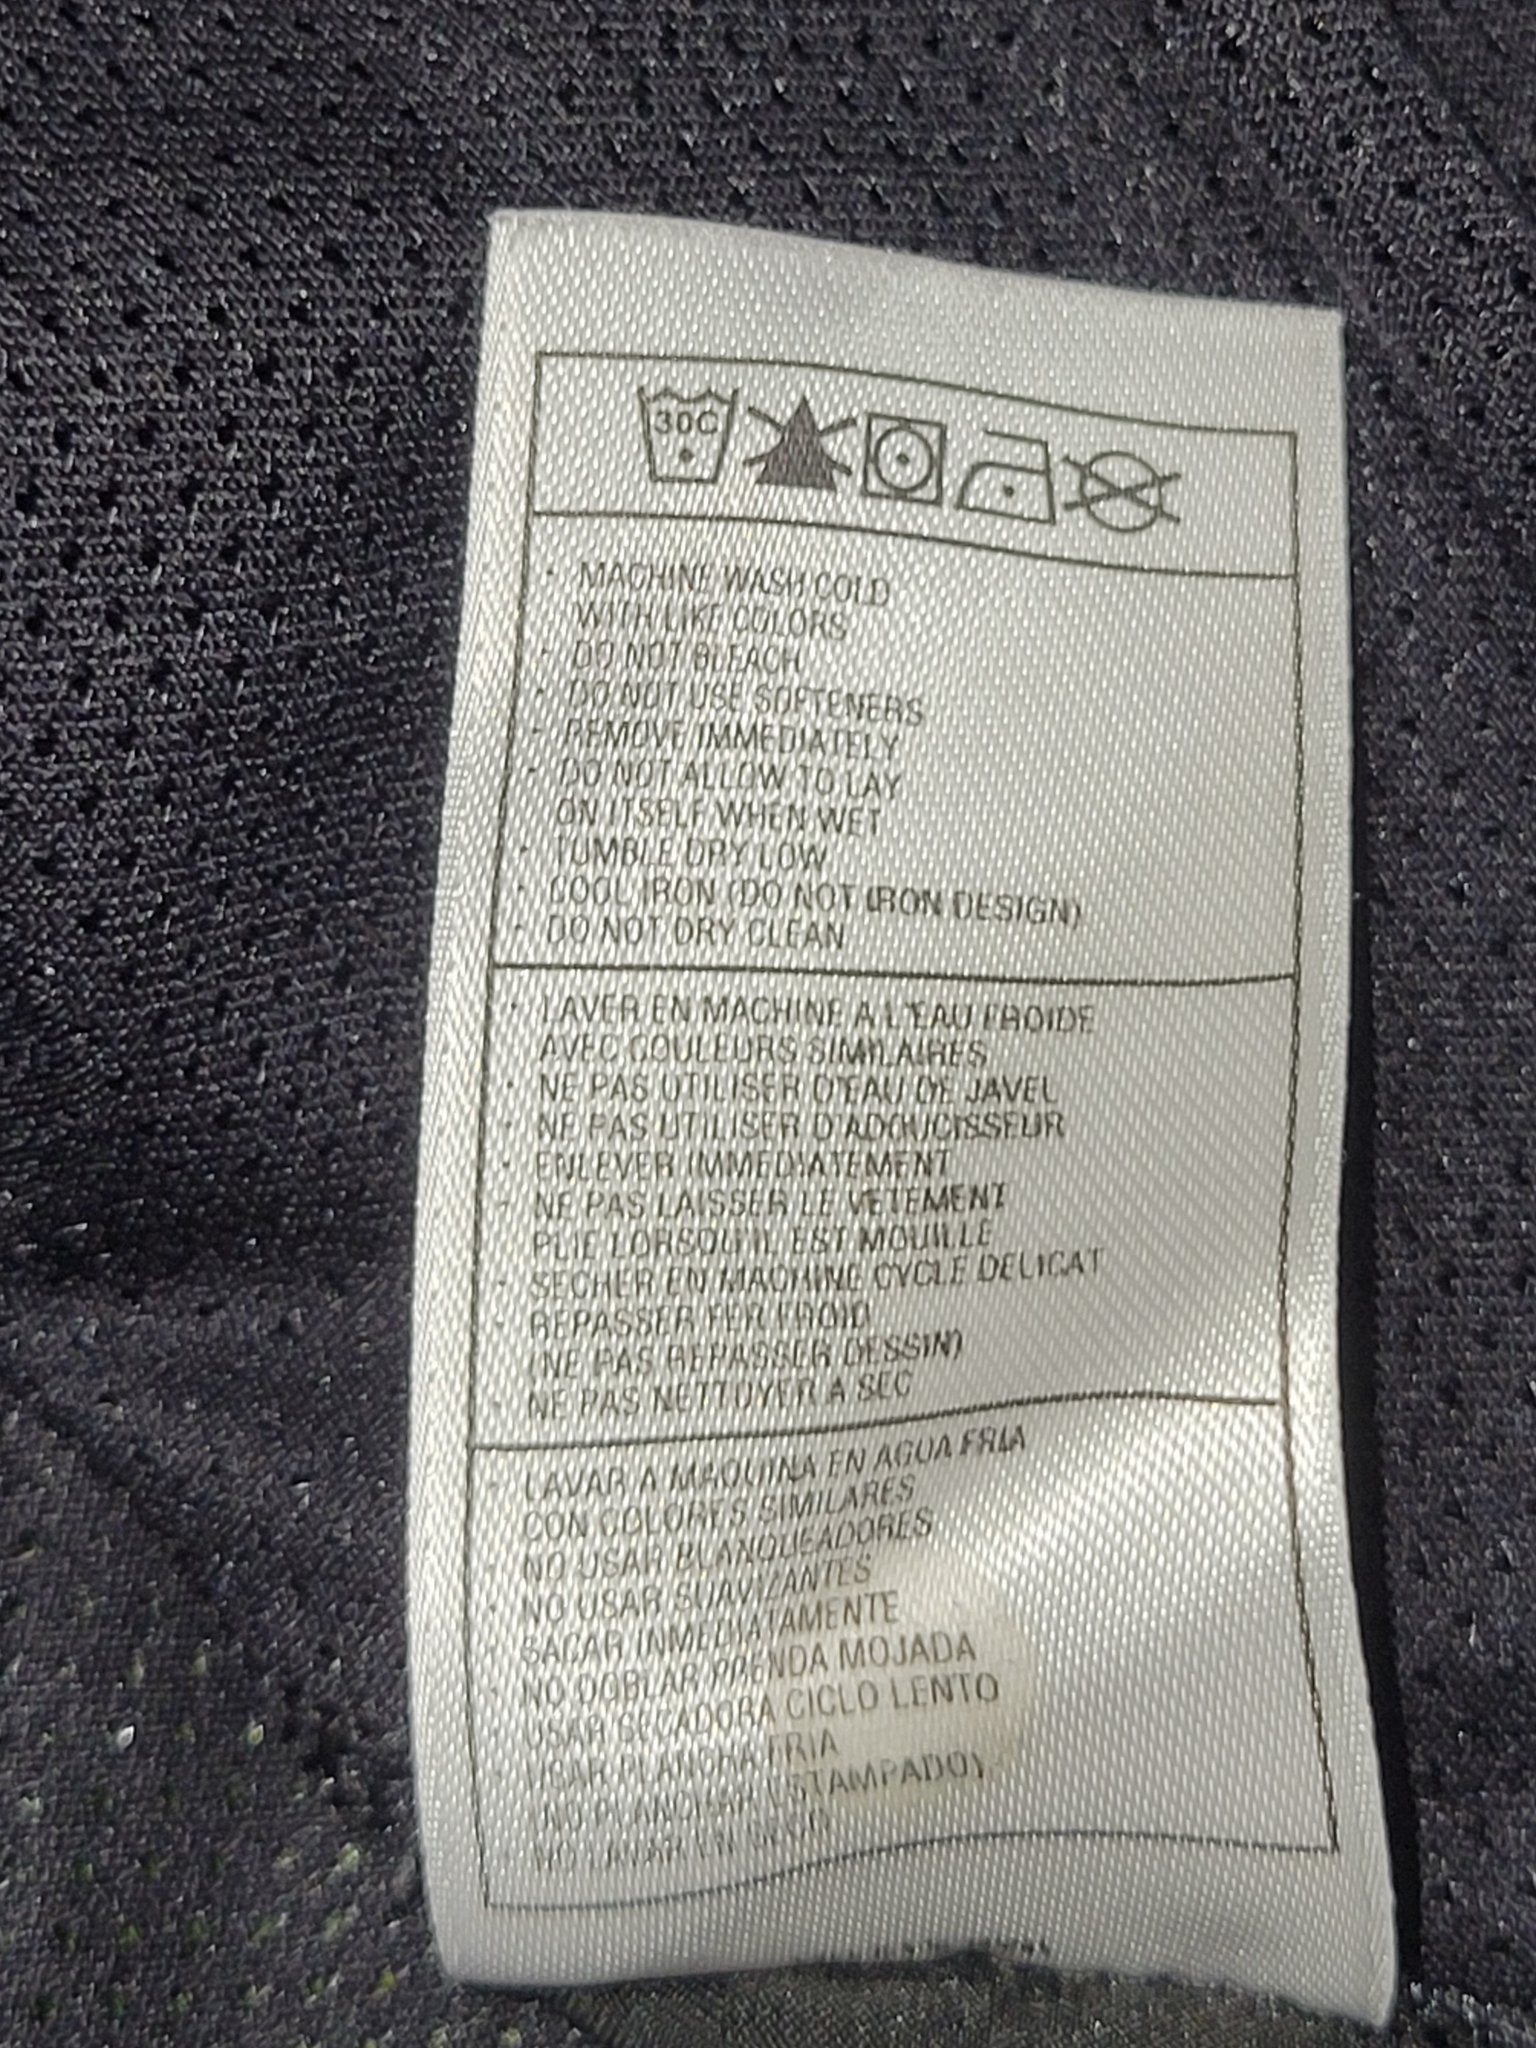 30C
· MACHINE WASH COLD
WITH LIKE COLORS
· DO NOT BLEACH
· DO NOT USE SOFTENERS
· REMOVE IMMEDIATELY
· DO NOT ALLOW TO LAY
ON ITSELF WHEN WET
· TUMBLE DRY LOW
· COOL IRON (DO NOT IRON DESIGN)
· DO NOT DRY CLEAN
· LAVER EN MACHINE A L'EAU FROIDE
AVEC COULEURS SIMILAIRES
· NE PAS UTILISER D'EAU DE JAVEL
· NE PAS UTILISER D'ADOUCISSEUR
· ENLEVER IMMEDIATEMENT
· NE PAS LAISSER LE VETEMENT
PLIE LORSQU'IL EST MOUILLE
· SECHER EN MACHINE CYCLE DELICAT
· REPASSER FER FROID
(NE PAS REPASSER DESSIN)
· NE PAS NETTOYER A SEC
· LAVAR A MAQUINA EN AGUA FRIA
CON COLORES SIMILARES
· NO USAR BLANQUEADORES
· NO USAR SUAVIZANTES
· SACAR INMEDIATAMENTE
· NO DOBLAR PRENDA MOJADA
· USAR SECADORA CICLO LENTO
· USAR PLANCHA FRIA
(NO PLANCHAR ESTAMPADO)
NO LAVAR EN SECO